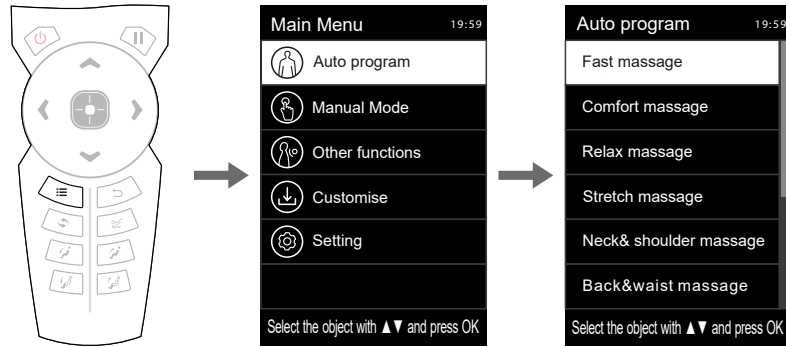 Main Menu 19:59
Auto program
Manual Mode
Other functions
Customise
Setting
Select the object with ▲▼ and press OK
Auto program 19:59
Fast massage
Comfort massage
Relax massage
Stretch massage
Neck& shoulder massage
Back&waist massage
Select the object with ▲▼ and press OK